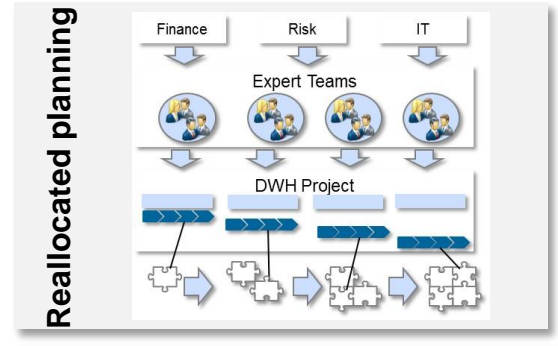 Reallocated planning
Finance
Risk
IT
Expert Teams
DWH Project